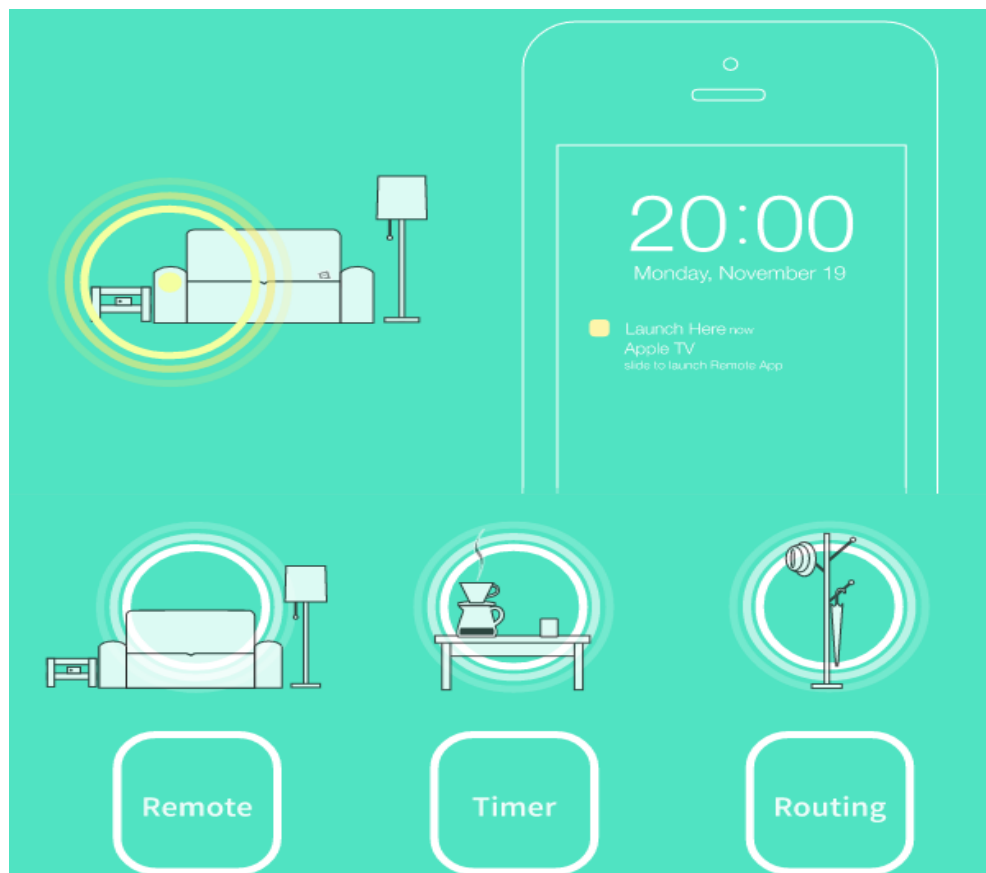 20:00
Monday, November 19
Launch Here now
Apple TV
slide to launch Remote App
Remote
Timer
Routing